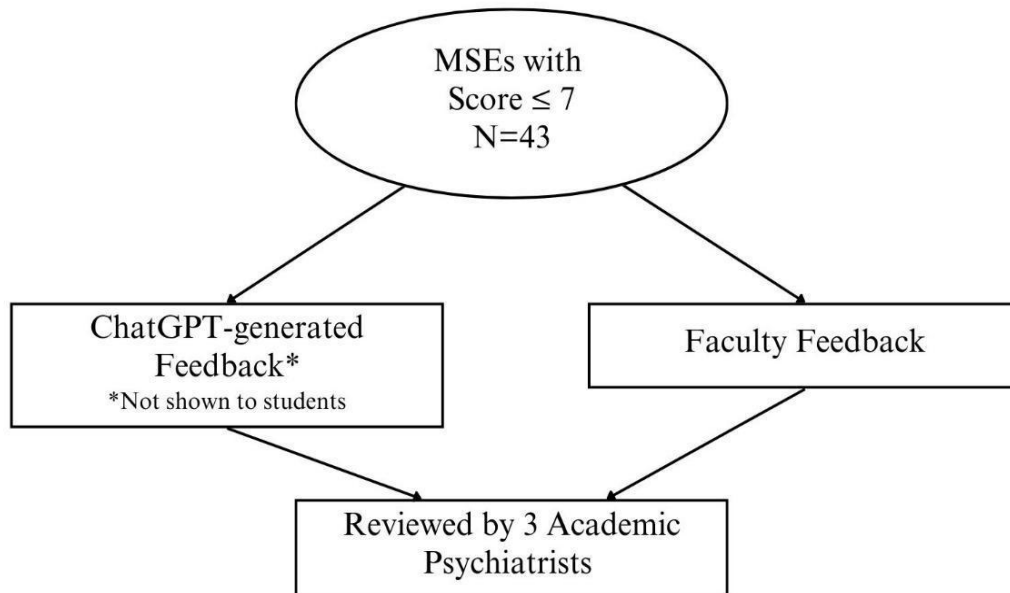 MSEs with
Score ≤ 7
N=43
ChatGPT-generated
Feedback*
*Not shown to students
Faculty Feedback
Reviewed by 3 Academic
Psychiatrists